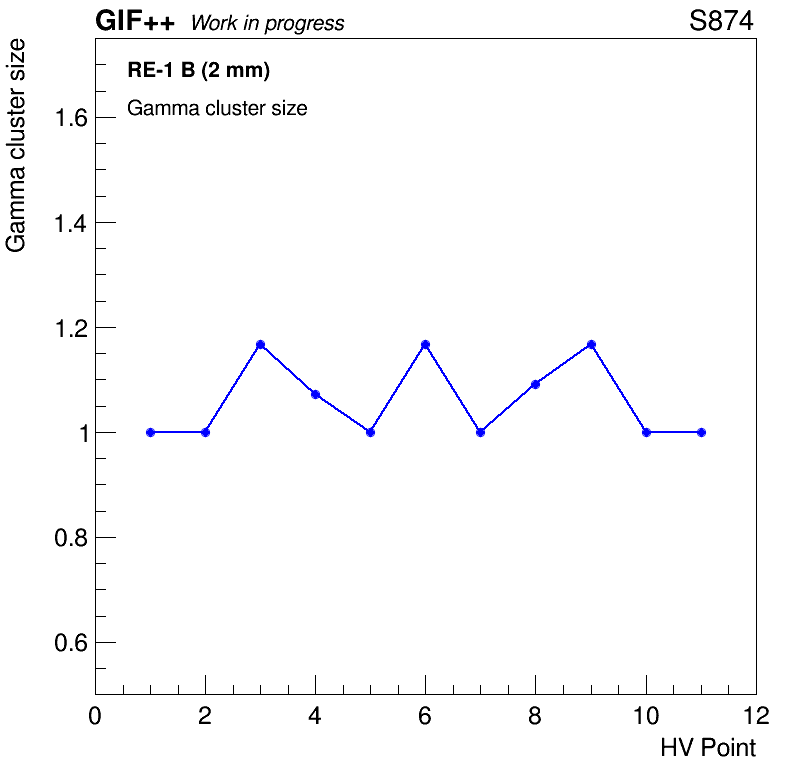 GIF++ Work in progress S874
RE-1 B (2 mm)
Gamma cluster size
Gamma cluster size
1.6
1.4
1.2
1
0.8
0.6
0 2 4 6 8 10 12
HV Point